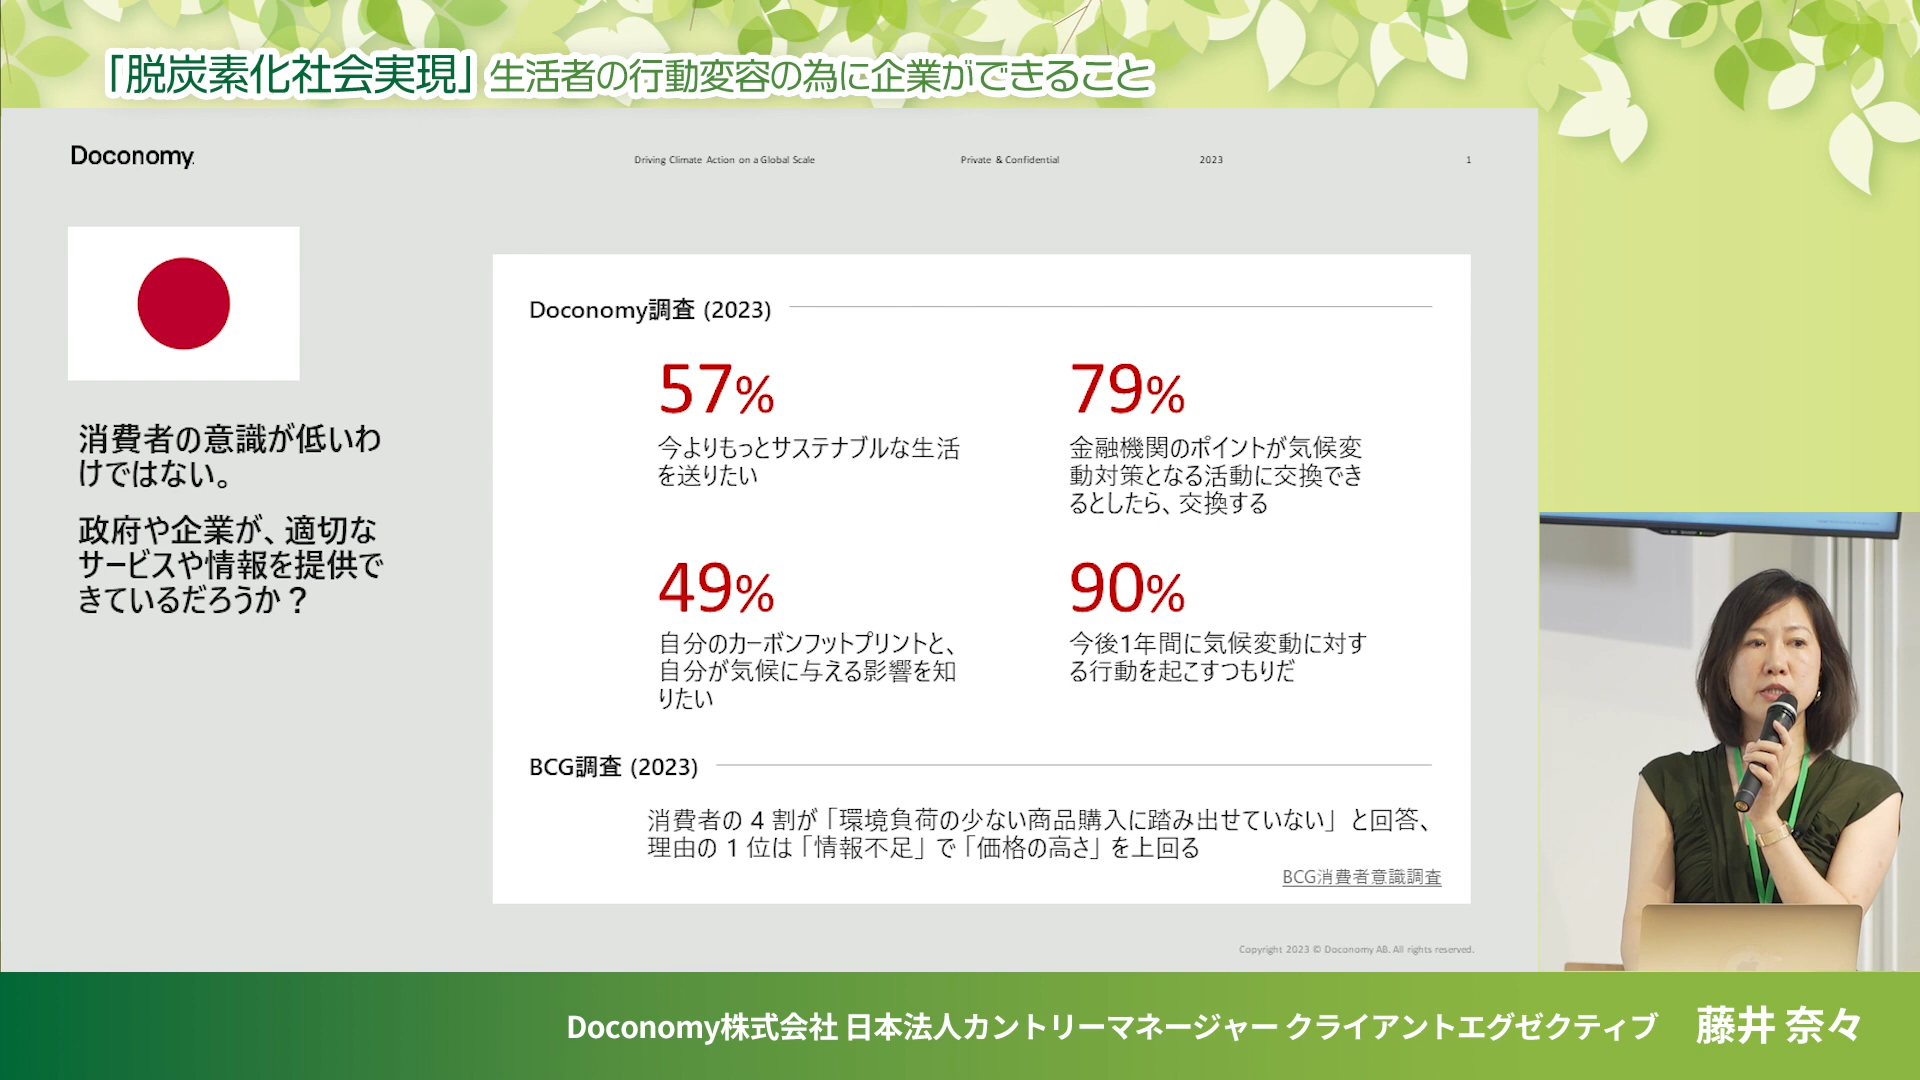 「脱炭素化社会実現」生活者の行動変容の為に企業ができること
Doconomy.
Driving Climate Action on a Global Scale
Private & Confidential
2023
1
消費者の意識が低いわ
けではない。
政府や企業が、適切な
サービスや情報を提供で
きているだろうか？
Doconomy調査 (2023)
57%
今よりもっとサステナブルな生活
を送りたい
79%
金融機関のポイントが気候変
動対策となる活動に交換でき
るとしたら、交換する
49%
自分のカーボンフットプリントと、
自分が気候に与える影響を知
りたい
90%
今後1年間に気候変動に対す
る行動を起こすつもりだ
BCG調査 (2023)
消費者の 4 割が「環境負荷の少ない商品購入に踏み出せていない」と回答、
理由の 1 位は「情報不足」で「価格の高さ」を上回る
BCG消費者意識調査
Copyright 2023 © Doconomy AB. All rights reserved.
Doconomy株式会社 日本法人カントリーマネージャー クライアントエグゼクティブ 藤井 奈々